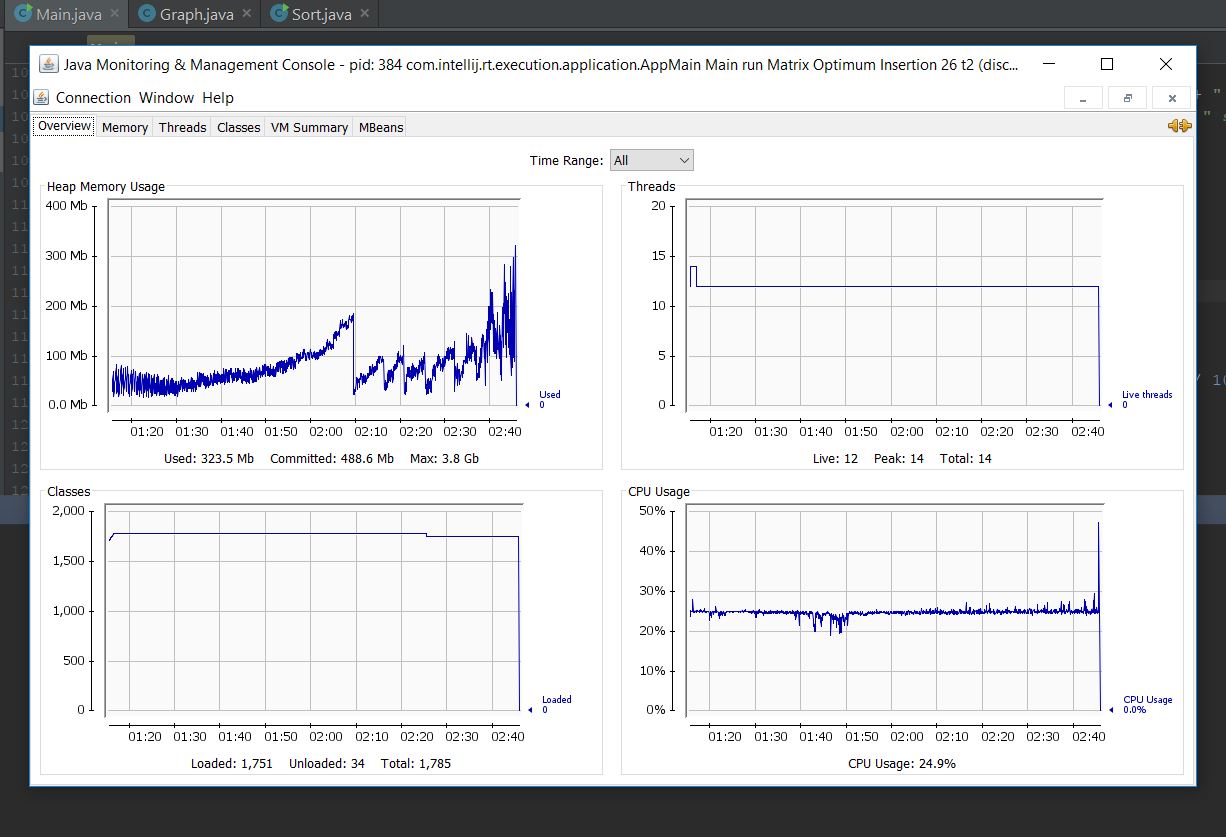 Main.java Graph.java Sort.java
Java Monitoring & Management Console - pid: 384 com.intellij.rt.execution.application.AppMain Main run Matrix Optimum Insertion 26 t2 (disc...
Connection Window Help
Overview Memory Threads Classes VM Summary MBeans
Time Range: All
Heap Memory Usage
400 Mb
300 Mb
200 Mb
100 Mb
0.0 Mb
Used
0
01:20 01:30 01:40 01:50 02:00 02:10 02:20 02:30 02:40
Used: 323.5 Mb Committed: 488.6 Mb Max: 3.8 Gb
Threads
20
15
10
5
0
Live threads
0
01:20 01:30 01:40 01:50 02:00 02:10 02:20 02:30 02:40
Live: 12 Peak: 14 Total: 14
Classes
2,000
1,500
1,000
500
0
Loaded
0
01:20 01:30 01:40 01:50 02:00 02:10 02:20 02:30 02:40
Loaded: 1,751 Unloaded: 34 Total: 1,785
CPU Usage
50%
40%
30%
20%
10%
0%
CPU Usage
0.0%
01:20 01:30 01:40 01:50 02:00 02:10 02:20 02:30 02:40
CPU Usage: 24.9%